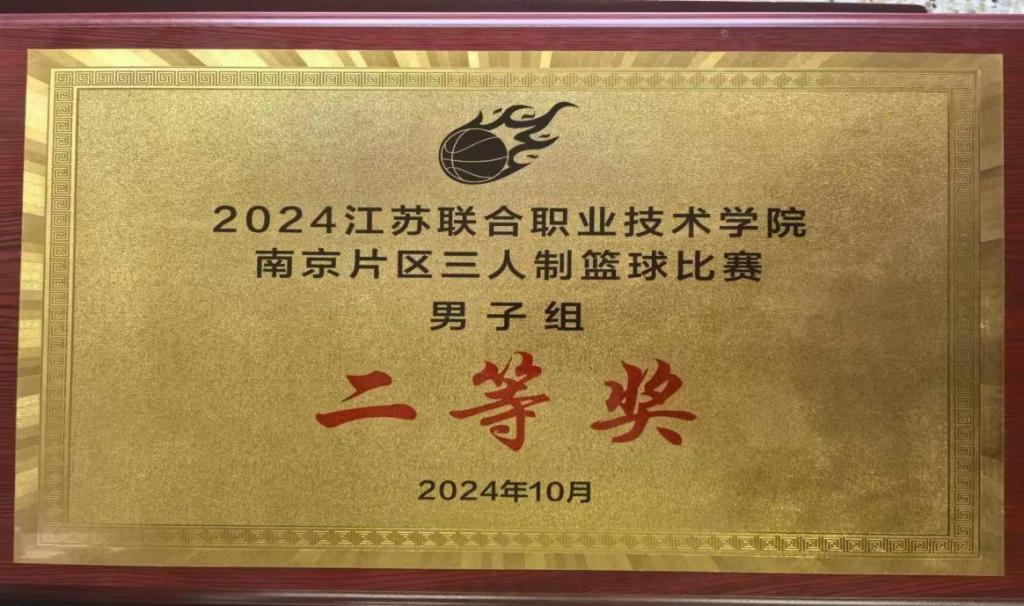 2024江苏联合职业技术学院
南京片区三人制篮球比赛
男子组
二等奖
2024年10月